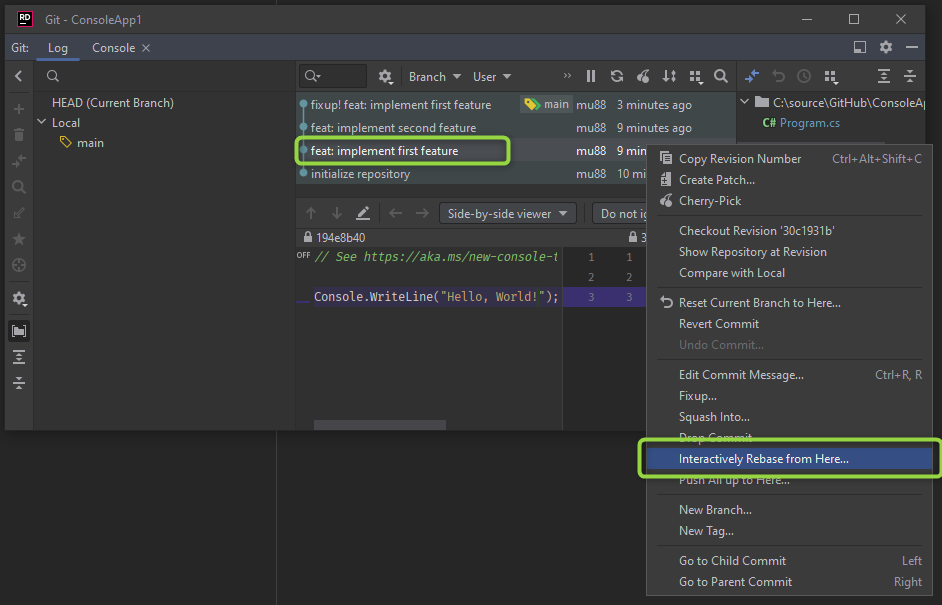 RD Git - ConsoleApp1
Git: Log Console
Branch User
HEAD (Current Branch)
Local
main
fixup! feat: implement first feature main mu88 3 minutes ago
feat: implement second feature mu88 9 minutes ago
feat: implement first feature mu88 9 min
initialize repository mu88 10 mi
C:\source\GitHub\ConsoleAp
C# Program.cs
Side-by-side viewer Do not ig
194e8b40 3
OFF // See https://aka.ms/new-console-t 1 1
2 2
Console.WriteLine("Hello, World!"); 3 3
Copy Revision Number Ctrl+Alt+Shift+C
Create Patch...
Cherry-Pick
Checkout Revision '30c1931b'
Show Repository at Revision
Compare with Local
Reset Current Branch to Here...
Revert Commit
Undo Commit...
Edit Commit Message... Ctrl+R, R
Fixup...
Squash Into...
Drop Commit
Interactively Rebase from Here...
Push All up to Here...
New Branch...
New Tag...
Go to Child Commit Left
Go to Parent Commit Right